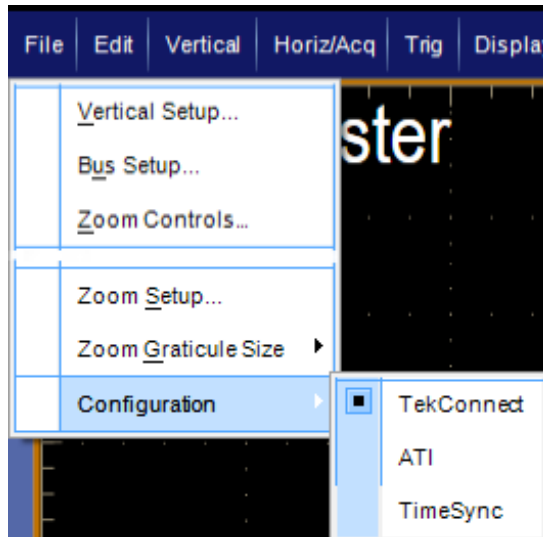 File Edit Vertical Horiz/Acq Trig Displa
Vertical Setup...
ster
Bus Setup...
Zoom Controls...
Zoom Setup...
Zoom Graticule Size
Configuration
TekConnect
ATI
TimeSync